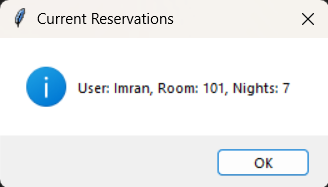 Current Reservations
User: Imran, Room: 101, Nights: 7
OK